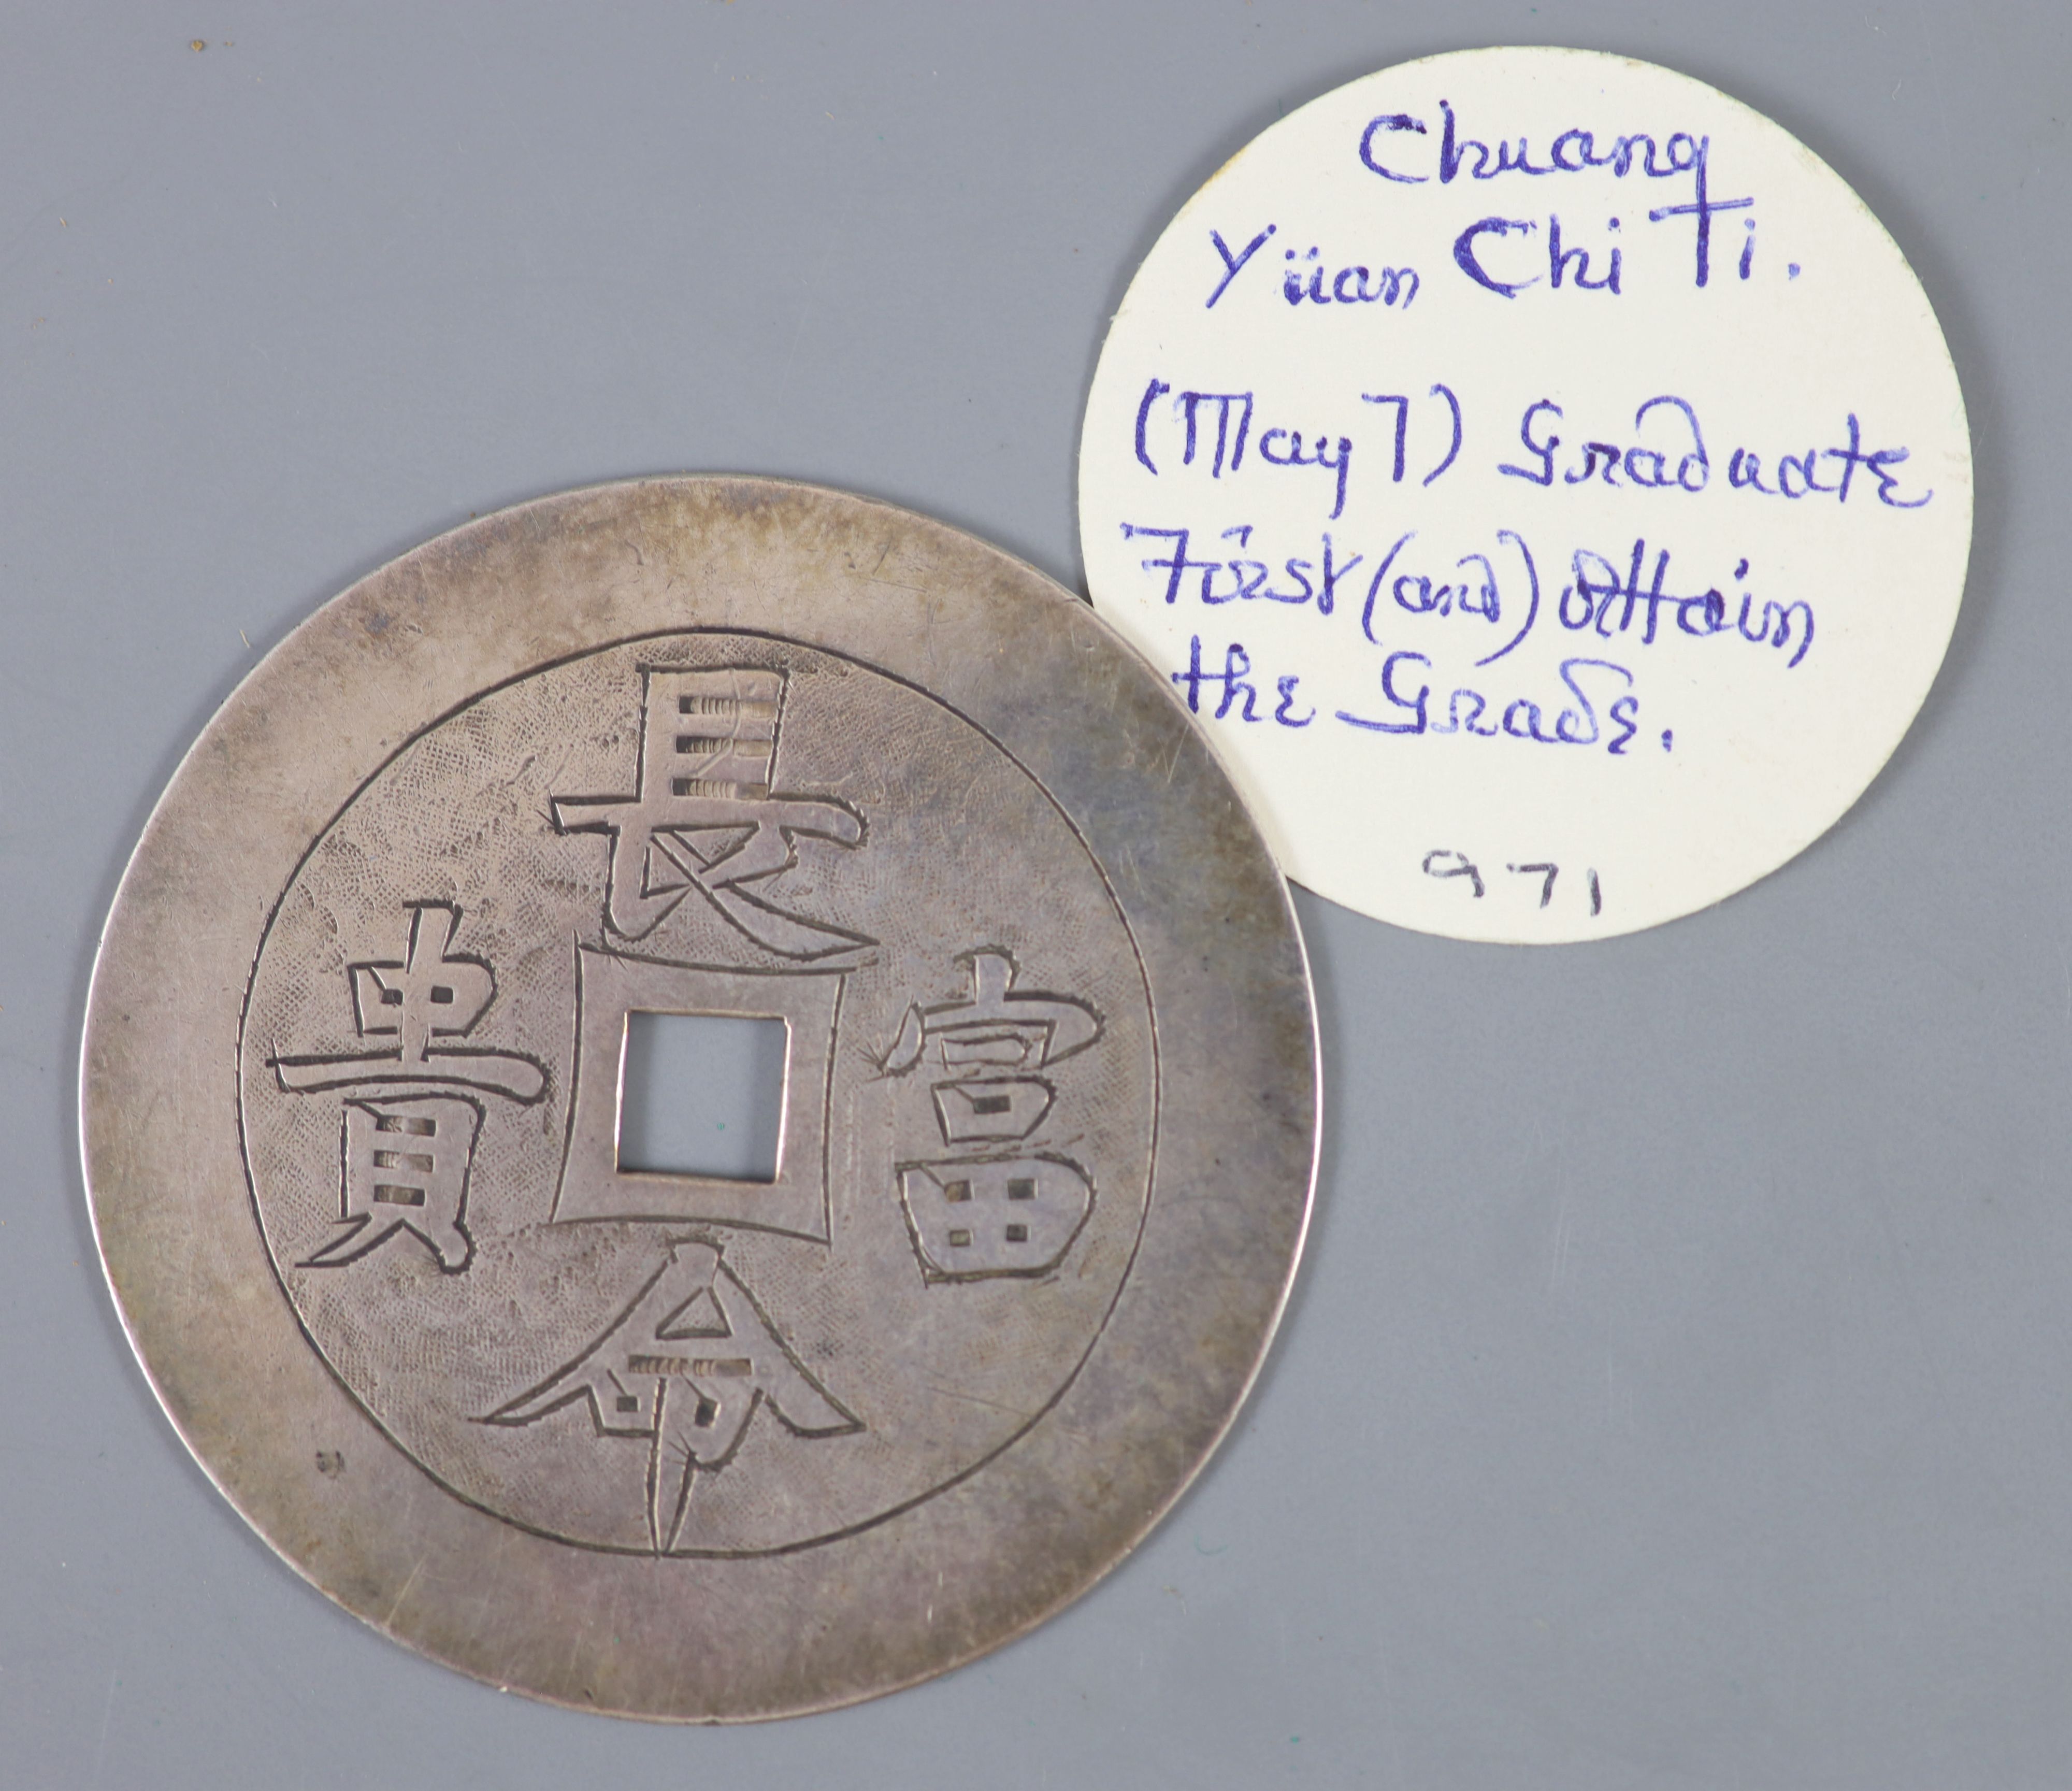 Chuang
Yüan Chi Ti.
(May I) Graduate
First (and) Attain
the Grade.
971
長命富貴